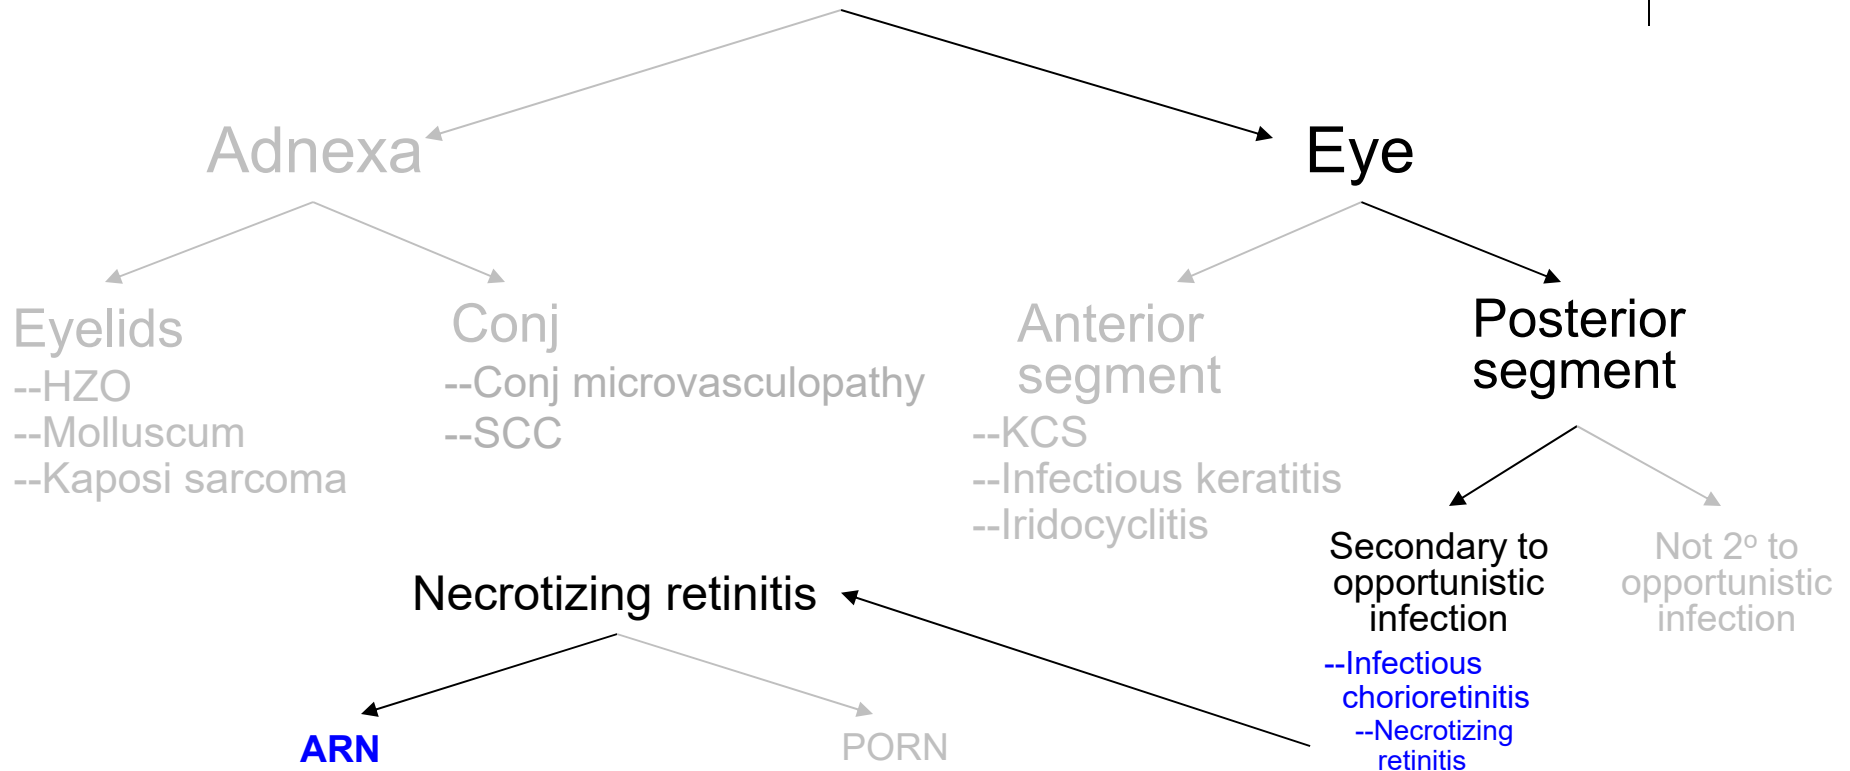 Adnexa
Eye
Eyelids
--HZO
--Molluscum
--Kaposi sarcoma
Conj
--Conj microvasculopathy
--SCC
Anterior
segment
--KCS
--Infectious keratitis
--Iridocyclitis
Posterior
segment
Secondary to
opportunistic
infection
--Infectious
chorioretinitis
--Necrotizing
retinitis
Not 2º to
opportunistic
infection
Necrotizing retinitis
ARN
PORN